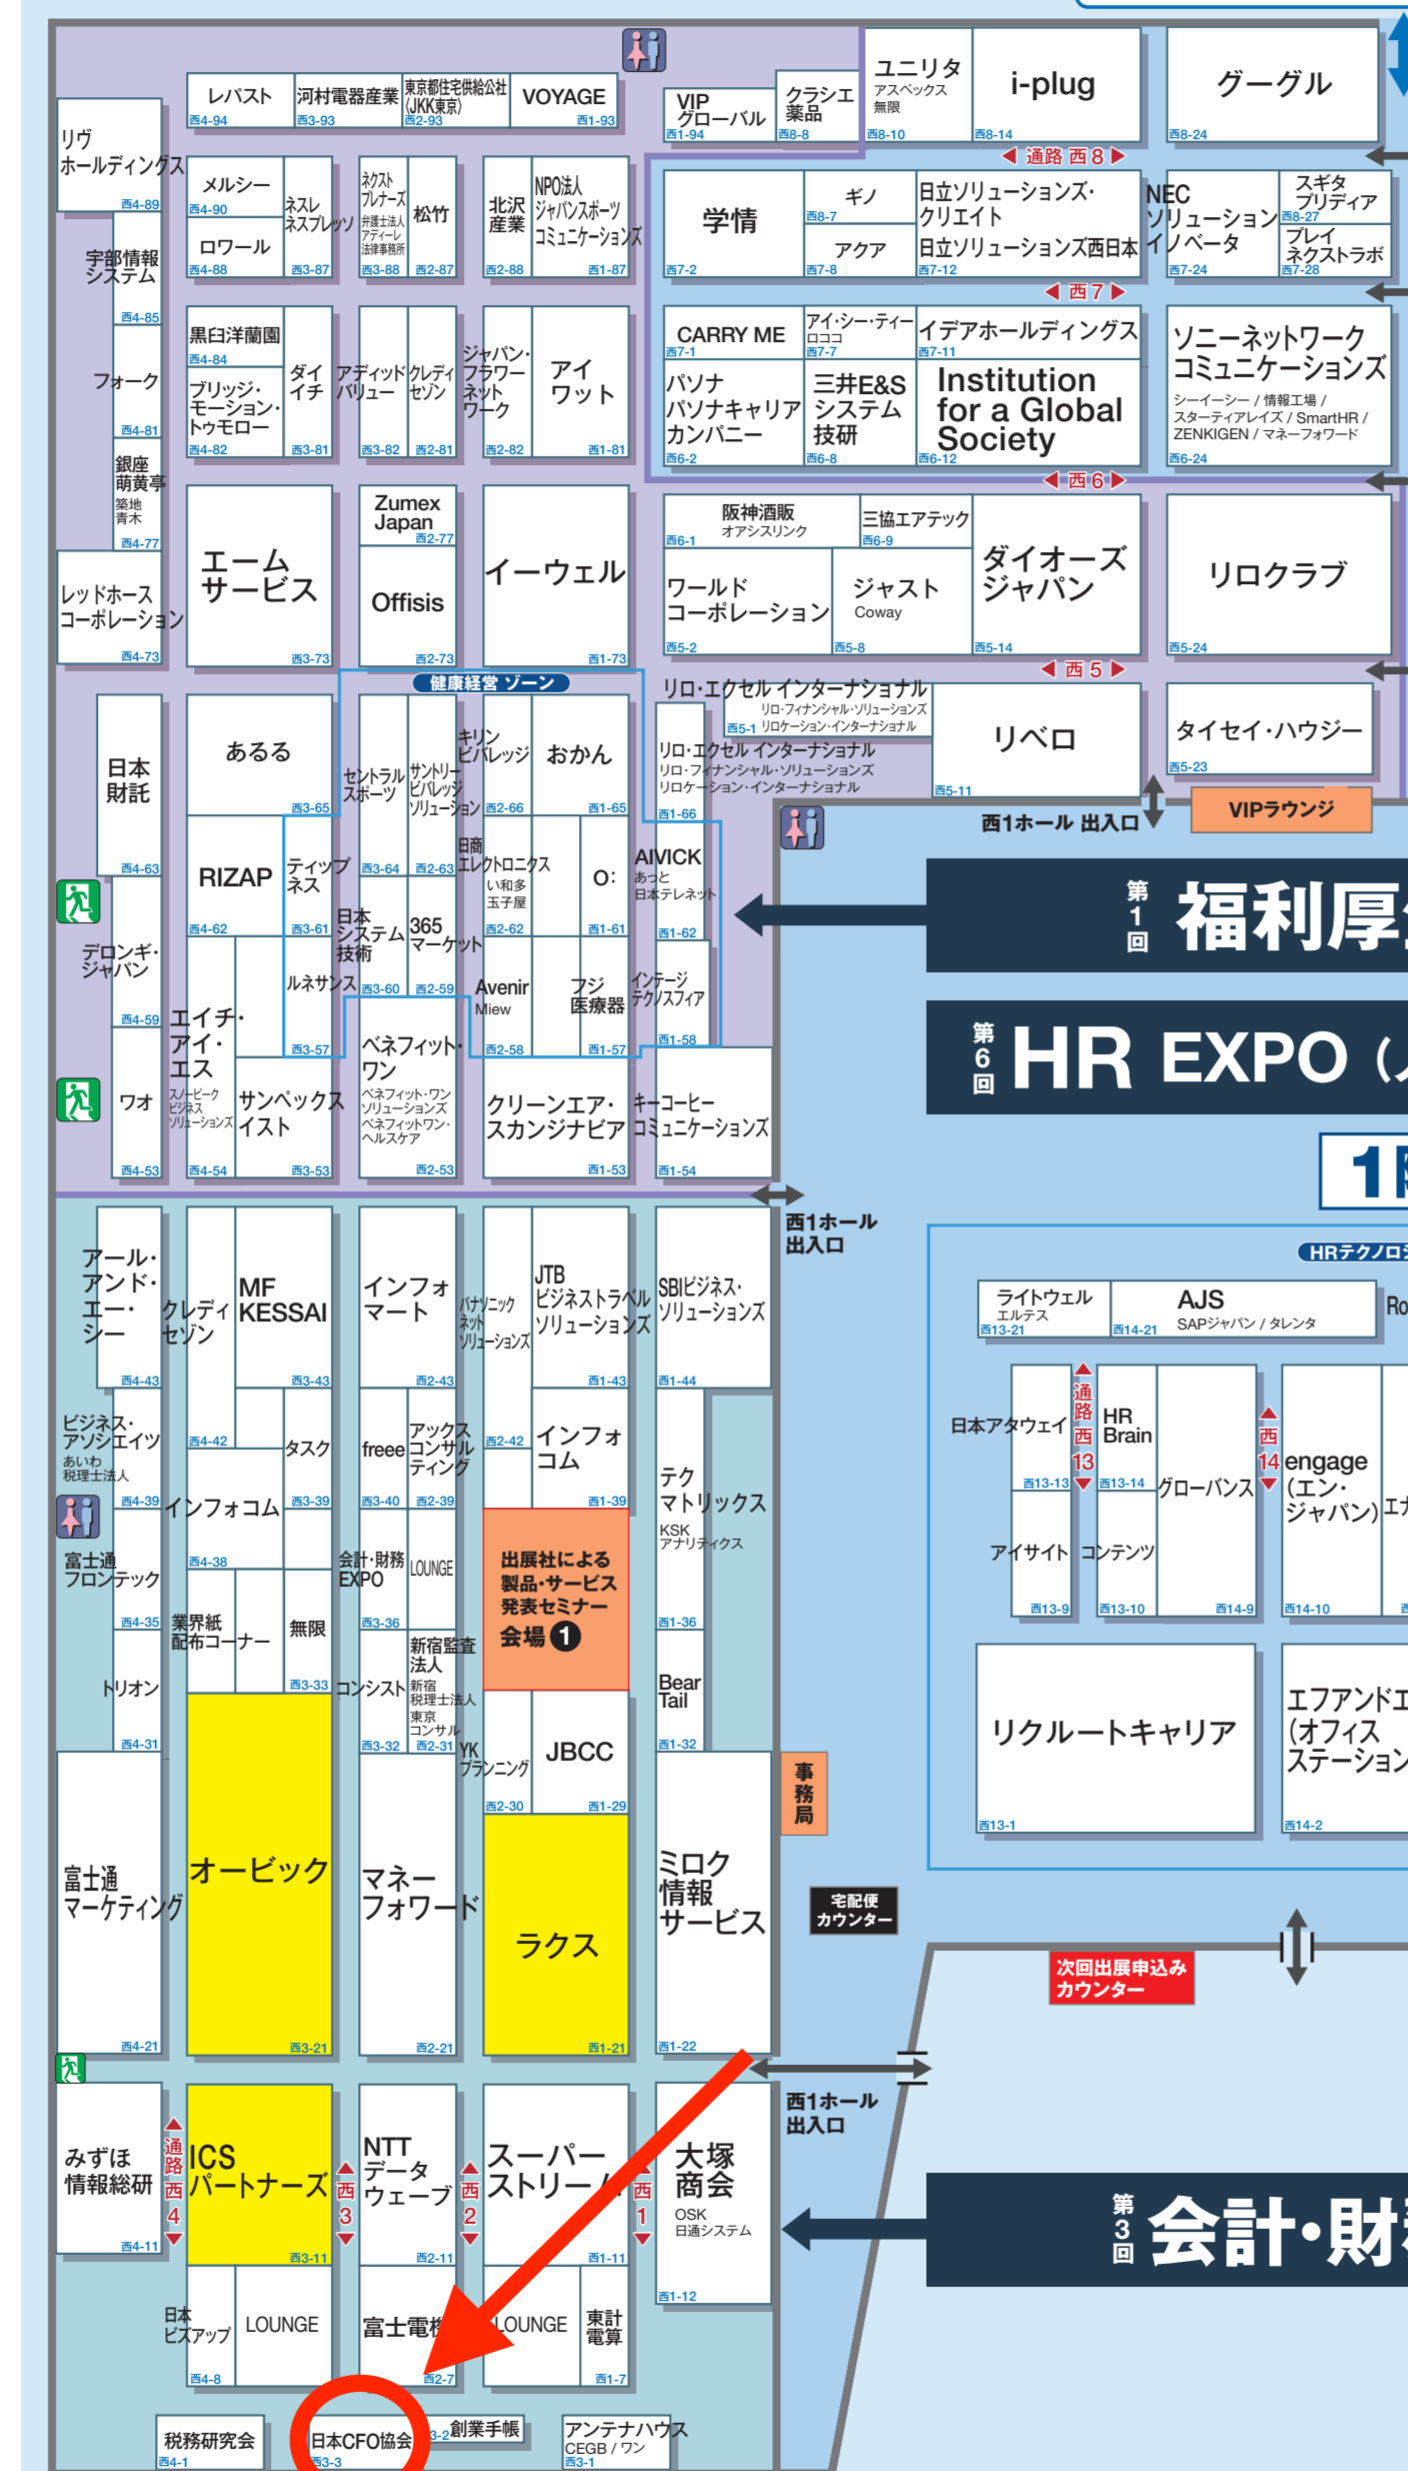 レパスト
西4-94
河村電器産業
西3-93
東京都住宅供給公社
(JKK東京)
西2-93
VOYAGE
西1-93
VIP
グローバル
西1-94
クラシエ
薬品
西8-8
ユニリタ
アスペックス
無限
西8-10
i-plug
西8-14
グーグル
西8-24
リヴ
ホールディングス
西4-89
メルシー
西4-90
ロワール
西4-88
ネスレ
ネスプレッソ
西3-87
ネクスト
プレナーズ
弁護士法人
アディーレ
法律事務所
西3-88
松竹
西2-87
北沢
産業
西2-88
NPO法人
ジャパンスポーツ
コミュニケーションズ
西1-87
◀ 通路 西8 ▶
学情
西7-2
ギノ
西8-7
アクア
西7-8
日立ソリューションズ・
クリエイト
日立ソリューションズ西日本
西7-12
NEC
ソリューション
イノベータ
西7-24
スギタ
プリディア
西8-27
プレイ
ネクストラボ
西7-28
宇部情報
システム
西4-85
◀ 西7 ▶
黒臼洋蘭園
西4-84
ブリッジ・
モーション・
トゥモロー
西4-82
ダイ
イチ
西3-81
アディッド
バリュー
西3-82
クレディ
セゾン
西2-81
ジャパン・
フラワー
ネット
ワーク
西2-82
アイ
ワット
西1-81
CARRY ME
西7-1
アイ・シー・ティー
ロココ
西7-7
イデアホールディングス
西7-11
パソナ
パソナキャリア
カンパニー
西6-2
三井E&S
システム
技研
西6-8
Institution
for a Global
Society
西6-12
ソニーネットワーク
コミュニケーションズ
シーイーシー / 情報工場 /
スターティアレイズ / SmartHR /
ZENKIGEN / マネーフォワード
西6-24
フォーク
西4-81
銀座
萌黄亭
築地
青木
西4-77
◀ 西6 ▶
エーム
サービス
西3-73
Zumex
Japan
西2-77
Offisis
西2-73
イーウェル
西1-73
阪神酒販
オアシスリンク
西6-1
三協エアテック
西6-9
ワールド
コーポレーション
西5-2
ジャスト
Coway
西5-8
ダイオーズ
ジャパン
西5-14
リロクラブ
西5-24
レッドホース
コーポレーション
西4-73
◀ 西5 ▶
健康経営 ゾーン
リロ・エクセル インターナショナル
リロ・フィナンシャル・ソリューションズ
リロケーション・インターナショナル
西5-1
リベロ
西5-11
タイセイ・ハウジー
西5-23
日本
財託
西4-63
あるる
西3-65
セントラル
スポーツ
西3-64
サントリー
ビバレッジ
ソリューション
西2-63
キリン
ビバレッジ
西2-66
おかん
西1-65
リロ・エクセル インターナショナル
リロ・フィナンシャル・ソリューションズ
リロケーション・インターナショナル
西1-66
西1ホール 出入口
VIPラウンジ
RIZAP
西4-62
ティップ
ネス
西3-61
日商
エレクトロニクス
い和多
玉子屋
西2-62
O:
西1-61
AIVICK
あっと
日本テレネット
西1-62
第1回
福利厚
デロンギ・
ジャパン
西4-59
日本
システム
技術
西3-60
365
マーケット
西2-59
エイチ・
アイ・
エス
スノーピーク
ビジネス
ソリューションズ
西4-54
ルネサンス
西3-57
Avenir
Miew
西2-58
フジ
医療器
西1-57
インテージ
テクノスフィア
西1-58
第6回
HR EXPO
ワオ
西4-53
サンペックス
イスト
西3-53
ベネフィット・
ワン
ベネフィット・ワン
ソリューションズ
ベネフィットワン・
ヘルスケア
西2-53
クリーンエア・
スカンジナビア
西1-53
キーコーヒー
コミュニケーションズ
西1-54
西1ホール
出入口
アール・
アンド・
エー・
シー
西4-43
クレディ
セゾン
西4-42
MF
KESSAI
西3-43
インフォ
マート
西2-43
パナソニック
ネット
ソリューションズ
西2-42
JTB
ビジネストラベル
ソリューションズ
西1-43
SBIビジネス・
ソリューションズ
西1-44
HRテクノロジ
ライトウェル
エルテス
西13-21
AJS
SAPジャパン / タレンタ
西14-21
Ro
ビジネス・
アソシエイツ
あいわ
税理士法人
西4-39
タスク
西3-39
freee
西3-40
アックス
コンサル
ティング
西2-39
インフォ
コム
西1-39
テク
マトリックス
KSK
アナリティクス
西1-36
日本アタウェイ
西13-13
▲通路西13▼
HR
Brain
西13-14
グローバンス
西14-9
▲西14▼
engage
(エン・
ジャパン)
西14-10
インフォコム
西4-38
富士通
フロンテック
西4-35
業界紙
配布コーナー
無限
西3-33
会計・財務
EXPO
西3-36
LOUNGE
出展社による
製品・サービス
発表セミナー
会場❶
アイサイト
西13-9
コンテンツ
西13-10
トリオン
西4-31
コンシスト
西3-32
新宿監査
法人
新宿
税理士法人
東京
コンサル
西2-31
YK
プランニング
西2-30
JBCC
西1-29
Bear
Tail
西1-32
リクルートキャリア
西13-1
エフアンドエ
(オフィス
ステーション
西14-2
事務局
富士通
マーケティング
西4-21
オービック
西3-21
マネー
フォワード
西2-21
ラクス
西1-21
ミロク
情報
サービス
西1-22
宅配便
カウンター
次回出展申込み
カウンター
西1ホール
出入口
みずほ
情報総研
西4-11
▲通路西4▼
ICS
パートナーズ
西3-11
▲西3▼
NTT
データ
ウェーブ
西2-11
▲西2▼
スーパー
ストリーム
西1-11
▲西1▼
大塚
商会
OSK
日通システム
西1-12
第3回
会計・財
日本
ビズアップ
西4-8
LOUNGE
富士電機
西2-7
LOUNGE
東計
電算
西1-7
税務研究会
西4-1
日本CFO協会
西3-3
3-2
創業手帳
アンテナハウス
CEGB / ワン
西3-1